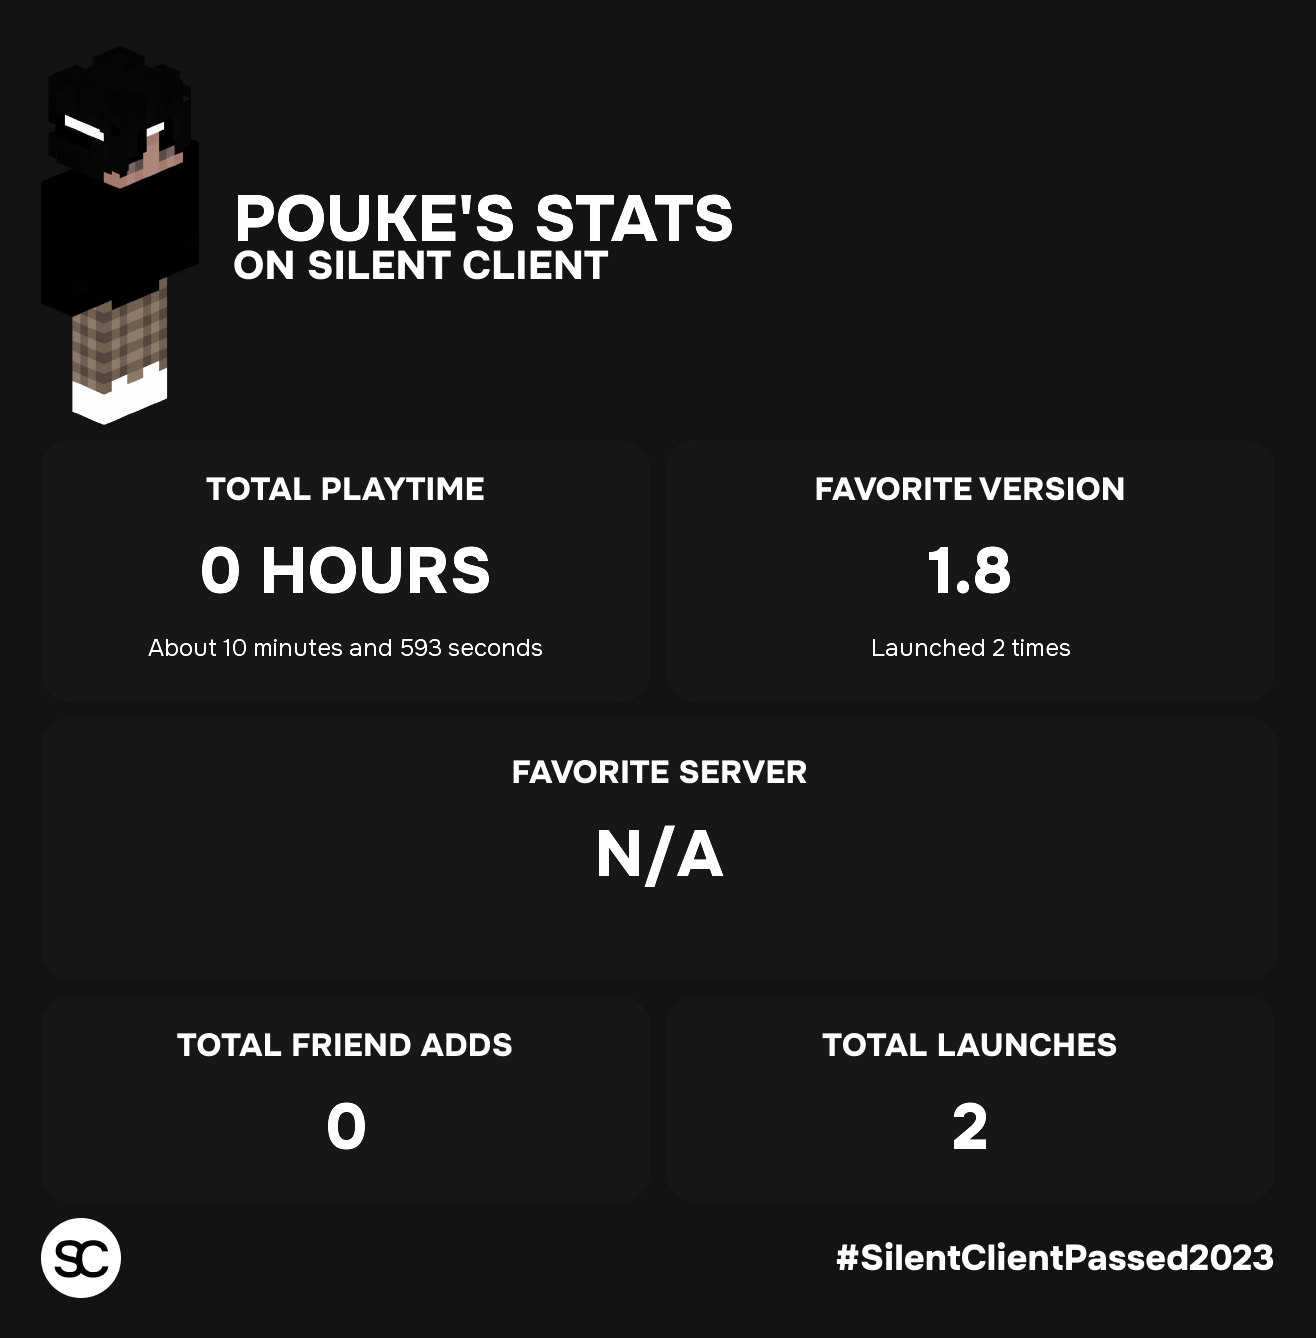 POUKE'S STATS
ON SILENT CLIENT
TOTAL PLAYTIME
0 HOURS
About 10 minutes and 593 seconds
FAVORITE VERSION
1.8
Launched 2 times
FAVORITE SERVER
N/A
TOTAL FRIEND ADDS
0
TOTAL LAUNCHES
2
SC
#SilentClientPassed2023